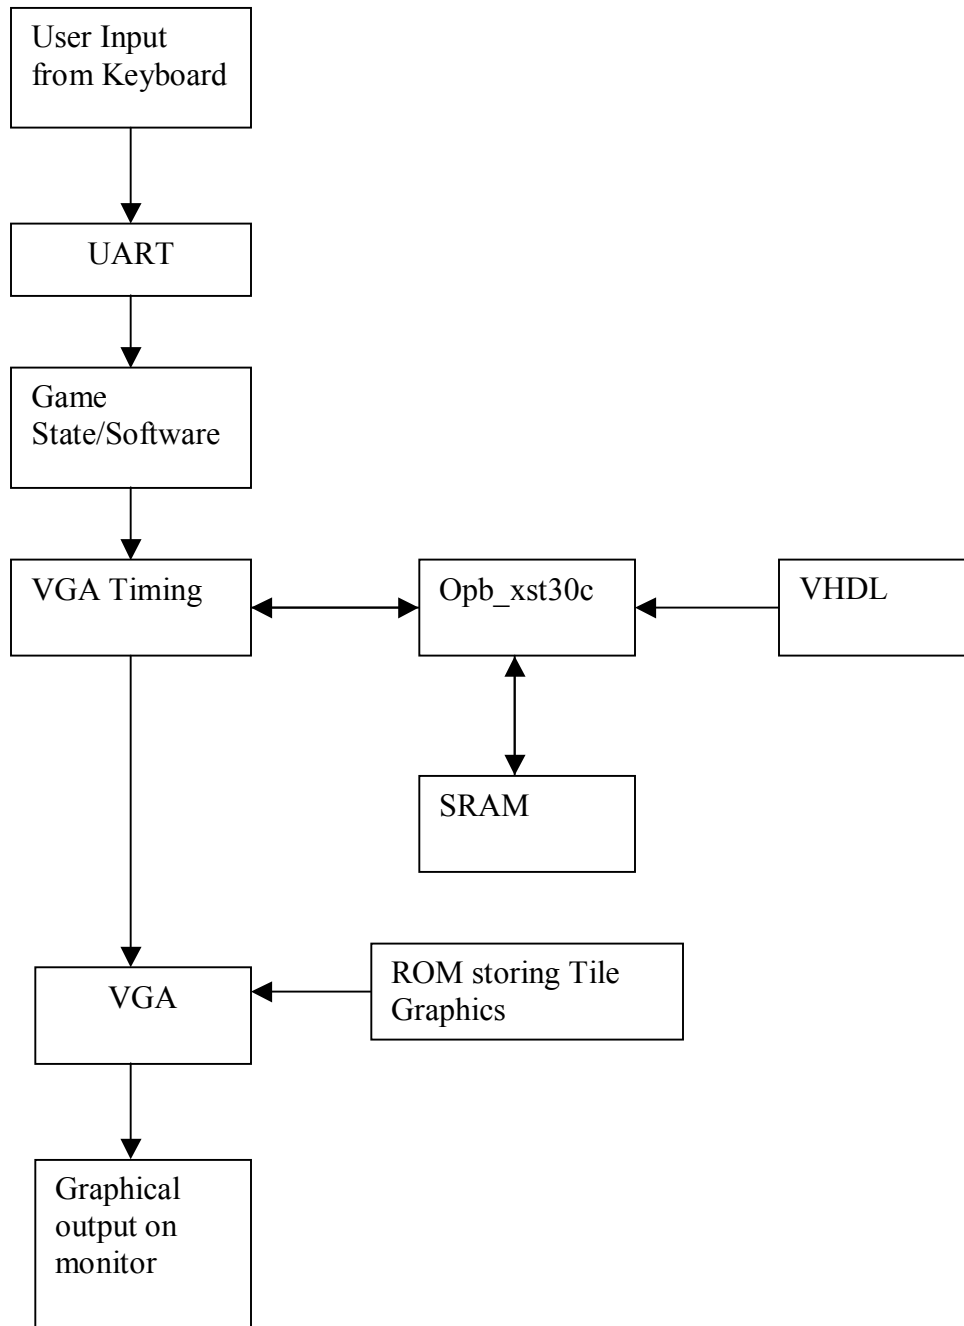 User Input
from Keyboard
UART
Game
State/Software
VGA Timing
Opb_xst30c
VHDL
SRAM
ROM storing Tile
Graphics
VGA
Graphical
output on
monitor